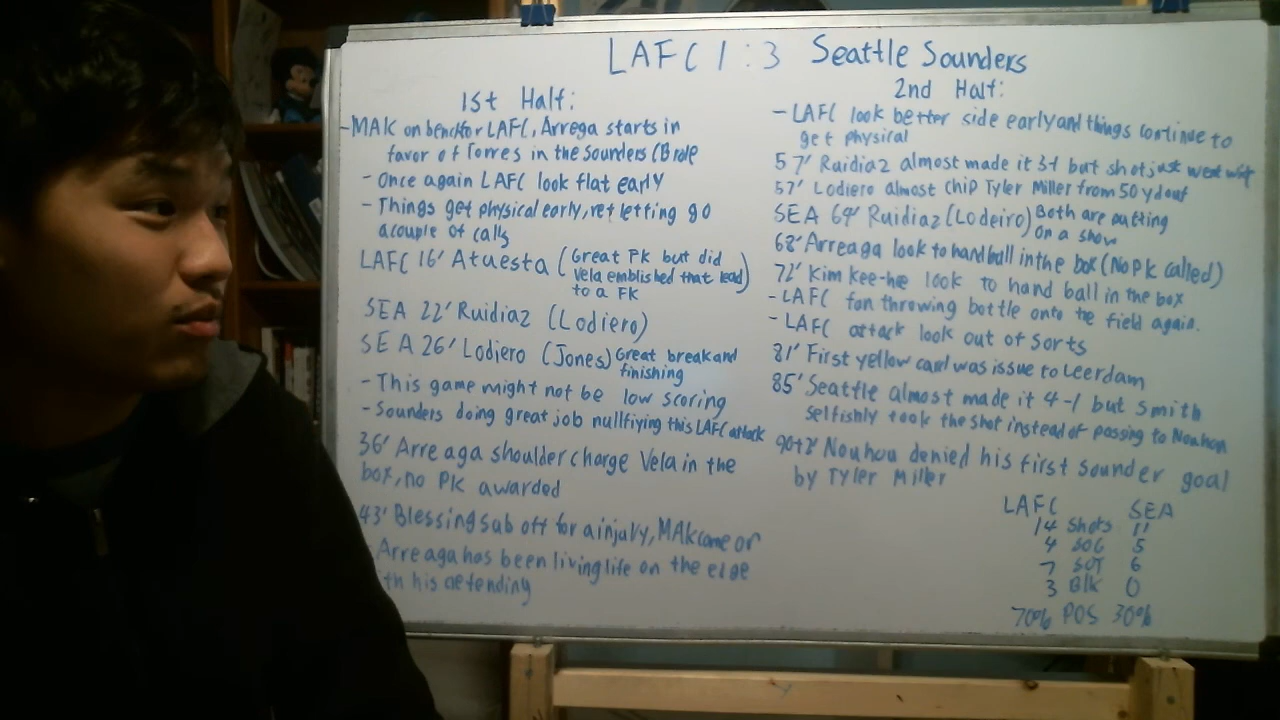 LAFC 1 : 3 Seattle Sounders
1st Half:
-MAK on bench for LAFC, Arrega starts in
favor of Torres in the Sounders CB role
- Once again LAFC look flat early
- Things get physical early, ref letting go
a couple of calls
LAFC 16' Atuesta (Great FK but did
Vela emblished that lead)
to a FK
SEA 22' Ruidiaz (Lodiero)
SEA 26' Lodiero (Jones) Great break and
finishing
- This game might not be low scoring
- Sounders doing great job nullfiying this LAFC attack
36' Arreaga shoulder charge Vela in the
box, no PK awarded
43' Blessing sub off for a injury, MAK come on
Arreaga has been living life on the edge
with his defending
2nd Half:
- LAFC look better side early and things continue to
get physical
57' Ruidiaz almost made it 3-1 but shot just went
57' Lodiero almost chip Tyler Miller from 50 yd out
SEA 64' Ruidiaz (Lodeiro) Both are putting
on a show
68' Arreaga look to hand ball in the box (No PK called)
72' Kim Kee-hee look to hand ball in the box
- LAFC fan throwing bottle onto the field again.
- LAFC attack look out of sorts
81' First yellow card was issue to Leerdam
85' Seattle almost made it 4-1 but Smith
selfishly took the shot instead of passing to Nouhou
90+3' Nouhou denied his first sounder goal
by Tyler Miller
LAFC SEA
14 Shots 11
4 SOG 5
7 SOT 6
3 Blk 0
70% POS 30%